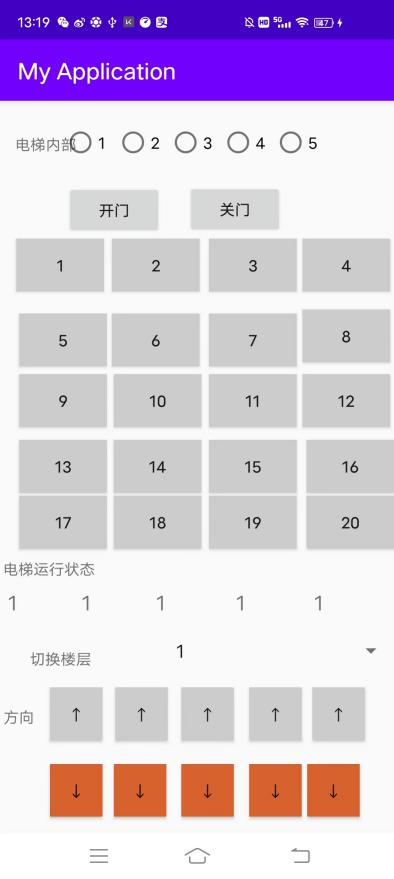 13:19
My Application
电梯内部 1 2 3 4 5
开门 关门
1 2 3 4
5 6 7 8
9 10 11 12
13 14 15 16
17 18 19 20
电梯运行状态
1 1 1 1 1
切换楼层 1
方向 ↑ ↑ ↑ ↑ ↑
↓ ↓ ↓ ↓ ↓